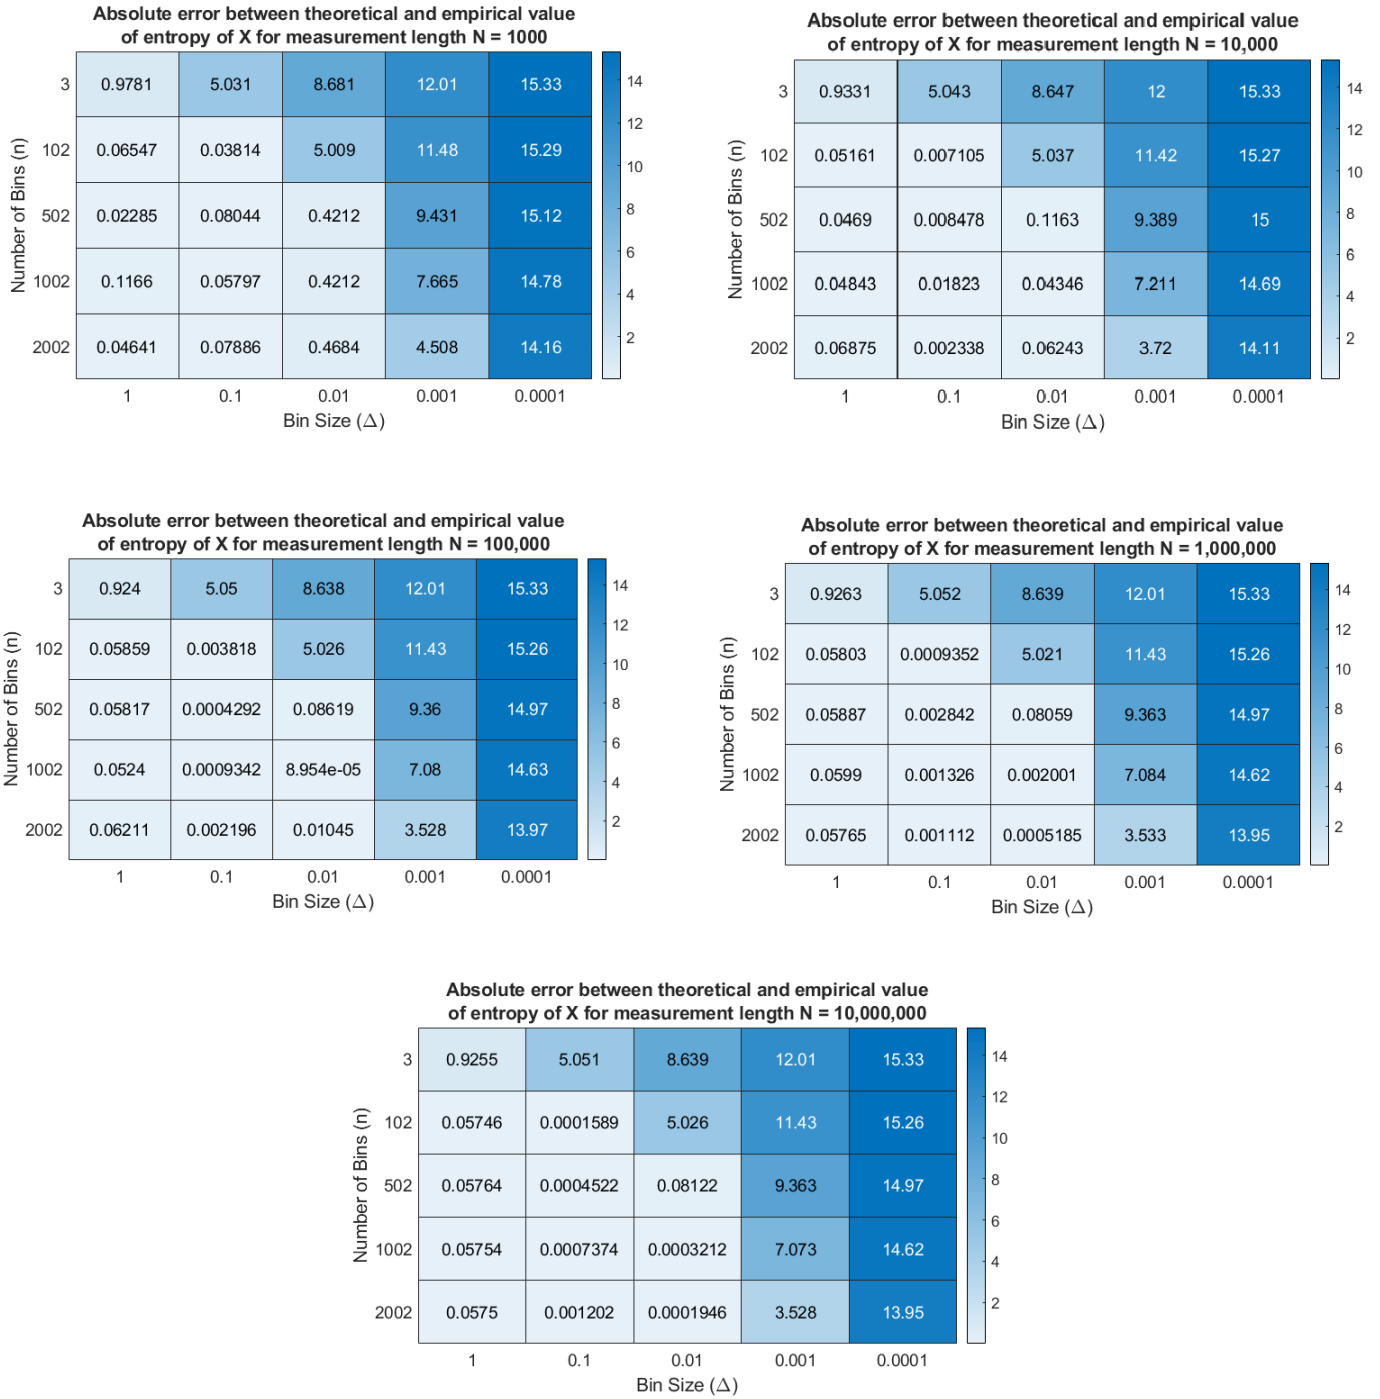 Absolute error between theoretical and empirical value
of entropy of X for measurement length N = 1000
3 0.9781 5.031 8.681 12.01 15.33
102 0.06547 0.03814 5.009 11.48 15.29
502 0.02285 0.08044 0.4212 9.431 15.12
1002 0.1166 0.05797 0.4212 7.665 14.78
2002 0.04641 0.07886 0.4684 4.508 14.16
1 0.1 0.01 0.001 0.0001
Bin Size (Δ)
Number of Bins (n)
14
12
10
8
6
4
2
Absolute error between theoretical and empirical value
of entropy of X for measurement length N = 10,000
3 0.9331 5.043 8.647 12 15.33
102 0.05161 0.007105 5.037 11.42 15.27
502 0.0469 0.008478 0.1163 9.389 15
1002 0.04843 0.01823 0.04346 7.211 14.69
2002 0.06875 0.002338 0.06243 3.72 14.11
1 0.1 0.01 0.001 0.0001
Bin Size (Δ)
Number of Bins (n)
14
12
10
8
6
4
2
Absolute error between theoretical and empirical value
of entropy of X for measurement length N = 100,000
3 0.924 5.05 8.638 12.01 15.33
102 0.05859 0.003818 5.026 11.43 15.26
502 0.05817 0.0004292 0.08619 9.36 14.97
1002 0.0524 0.0009342 8.954e-05 7.08 14.63
2002 0.06211 0.002196 0.01045 3.528 13.97
1 0.1 0.01 0.001 0.0001
Bin Size (Δ)
Number of Bins (n)
14
12
10
8
6
4
2
Absolute error between theoretical and empirical value
of entropy of X for measurement length N = 1,000,000
3 0.9263 5.052 8.639 12.01 15.33
102 0.05803 0.0009352 5.021 11.43 15.26
502 0.05887 0.002842 0.08059 9.363 14.97
1002 0.0599 0.001326 0.002001 7.084 14.62
2002 0.05765 0.001112 0.0005185 3.533 13.95
1 0.1 0.01 0.001 0.0001
Bin Size (Δ)
Number of Bins (n)
14
12
10
8
6
4
2
Absolute error between theoretical and empirical value
of entropy of X for measurement length N = 10,000,000
3 0.9255 5.051 8.639 12.01 15.33
102 0.05746 0.0001589 5.026 11.43 15.26
502 0.05764 0.0004522 0.08122 9.363 14.97
1002 0.05754 0.0007374 0.0003212 7.073 14.62
2002 0.0575 0.001202 0.0001946 3.528 13.95
1 0.1 0.01 0.001 0.0001
Bin Size (Δ)
Number of Bins (n)
14
12
10
8
6
4
2